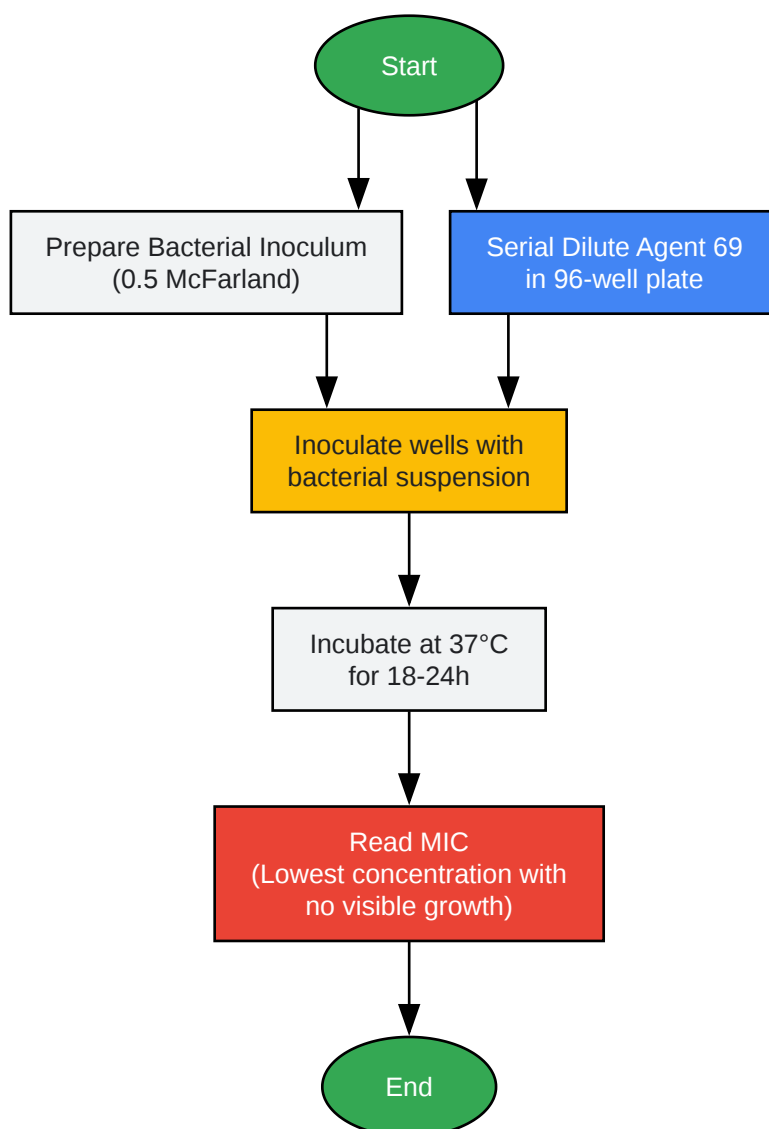 Start
Prepare Bacterial Inoculum
(0.5 McFarland)
Serial Dilute Agent 69
in 96-well plate
Inoculate wells with
bacterial suspension
Incubate at 37°C
for 18-24h
Read MIC
(Lowest concentration with
no visible growth)
End